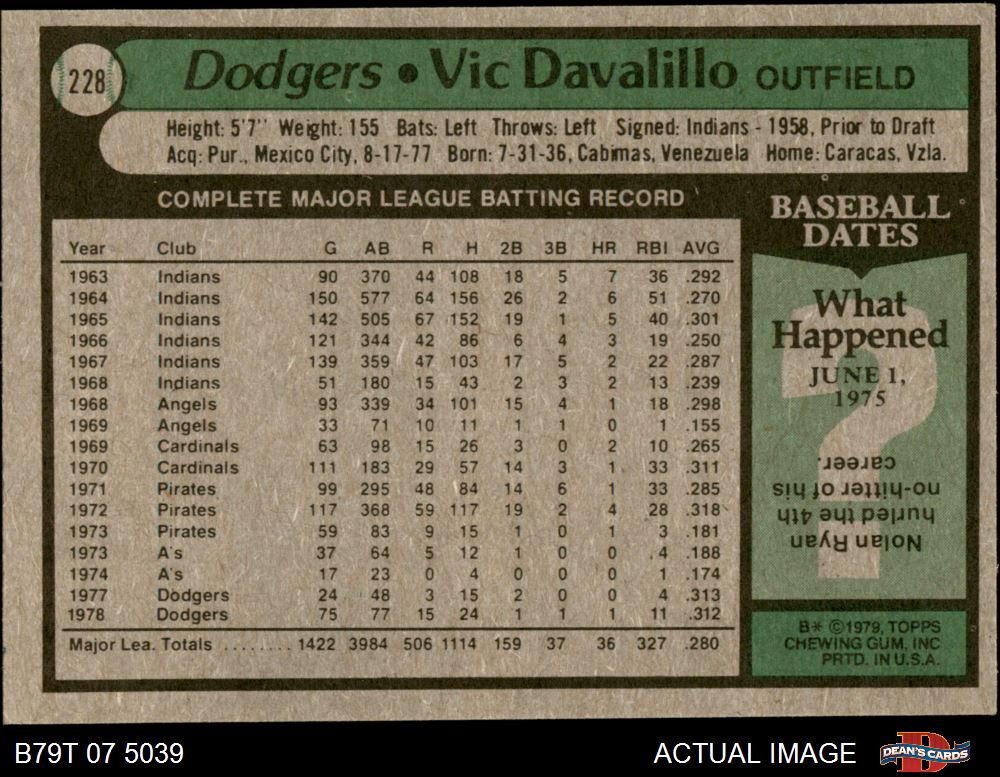 228
Dodgers • Vic Davalillo OUTFIELD
Height: 5'7" Weight: 155 Bats: Left Throws: Left Signed: Indians - 1958, Prior to Draft
Acq: Pur., Mexico City, 8-17-77 Born: 7-31-36, Cabimas, Venezuela Home: Caracas, Vzla.
COMPLETE MAJOR LEAGUE BATTING RECORD
Year Club G AB R H 2B 3B HR RBI AVG
1963 Indians 90 370 44 108 18 5 7 36 .292
1964 Indians 150 577 64 156 26 2 6 51 .270
1965 Indians 142 505 67 152 19 1 5 40 .301
1966 Indians 121 344 42 86 6 4 3 19 .250
1967 Indians 139 359 47 103 17 5 2 22 .287
1968 Indians 51 180 15 43 2 3 2 13 .239
1968 Angels 93 339 34 101 15 4 1 18 .298
1969 Angels 33 71 10 11 1 1 0 1 .155
1969 Cardinals 63 98 15 26 3 0 2 10 .265
1970 Cardinals 111 183 29 57 14 3 1 33 .311
1971 Pirates 99 295 48 84 14 6 1 33 .285
1972 Pirates 117 368 59 117 19 2 4 28 .318
1973 Pirates 59 83 9 15 1 0 1 3 .181
1973 A's 37 64 5 12 1 0 0 4 .188
1974 A's 17 23 0 4 0 0 0 1 .174
1977 Dodgers 24 48 3 15 2 0 0 4 .313
1978 Dodgers 75 77 15 24 1 1 1 11 .312
Major Lea. Totals ........ 1422 3984 506 1114 159 37 36 327 .280
BASEBALL
DATES
What
Happened
JUNE 1,
1975
?
Nolan Ryan
hurled the 4th
no-hitter of his
career.
B* ©1979, TOPPS
CHEWING GUM, INC
PRTD. IN U.S.A.
B79T 07 5039
ACTUAL IMAGE
D
DEAN'S CARDS